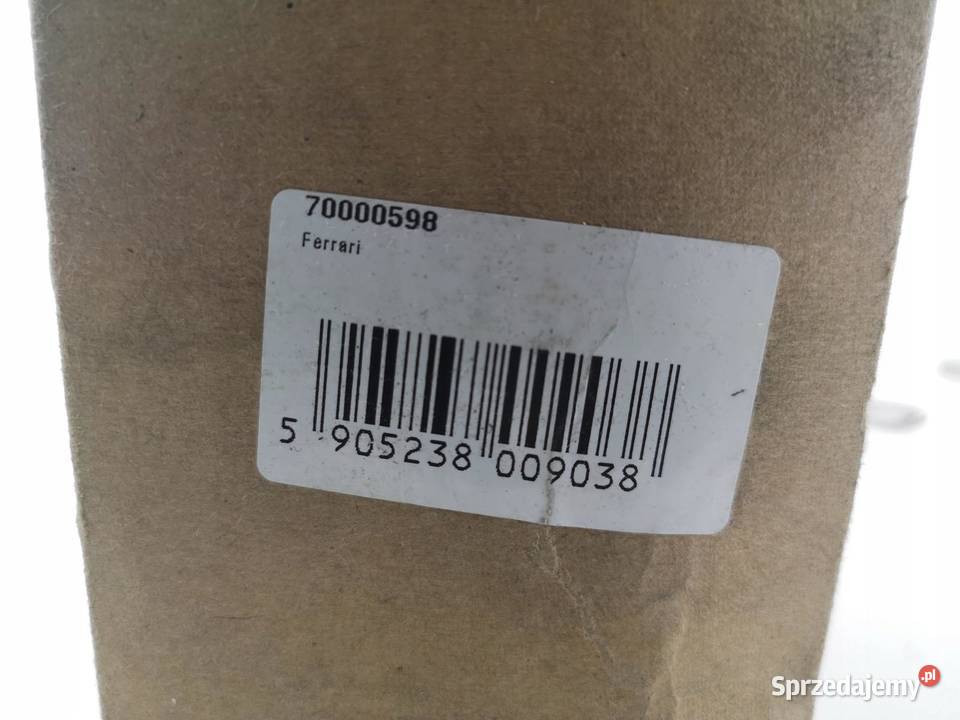 70000598
Ferrari
5 905238 009038
Sprzedajemy.pl